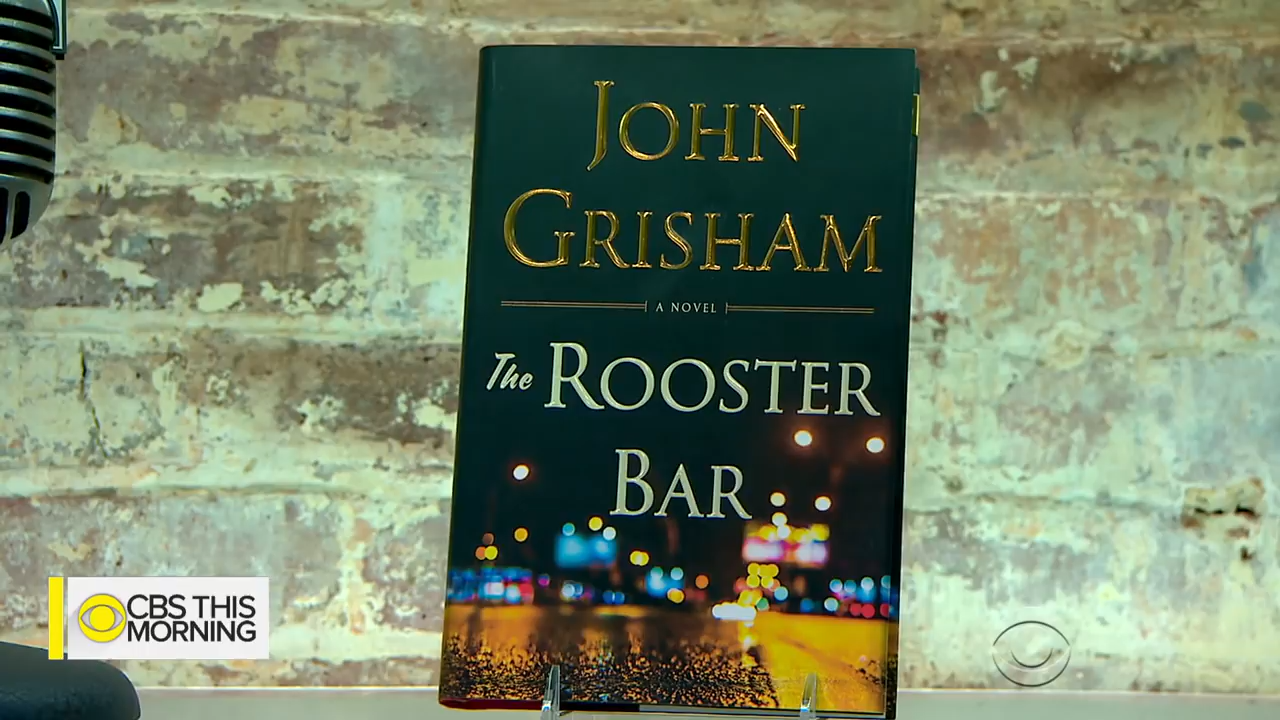 JOHN
GRISHAM
A NOVEL
The ROOSTER
BAR
CBS THIS
MORNING